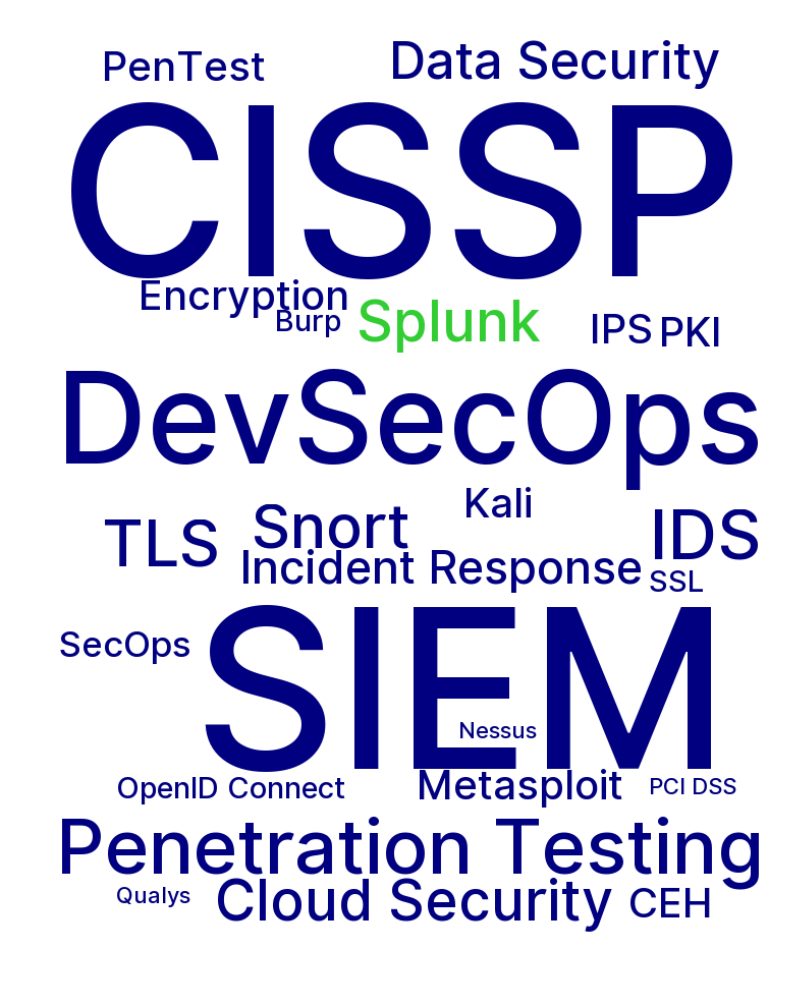 PenTest
Data Security
CISSP
Encryption
Burp
Splunk
IPS
PKI
DevSecOps
Kali
TLS
Snort
IDS
Incident Response
SSL
SecOps
SIEM
Nessus
OpenID Connect
Metasploit
PCI DSS
Penetration Testing
Qualys
Cloud Security
CEH